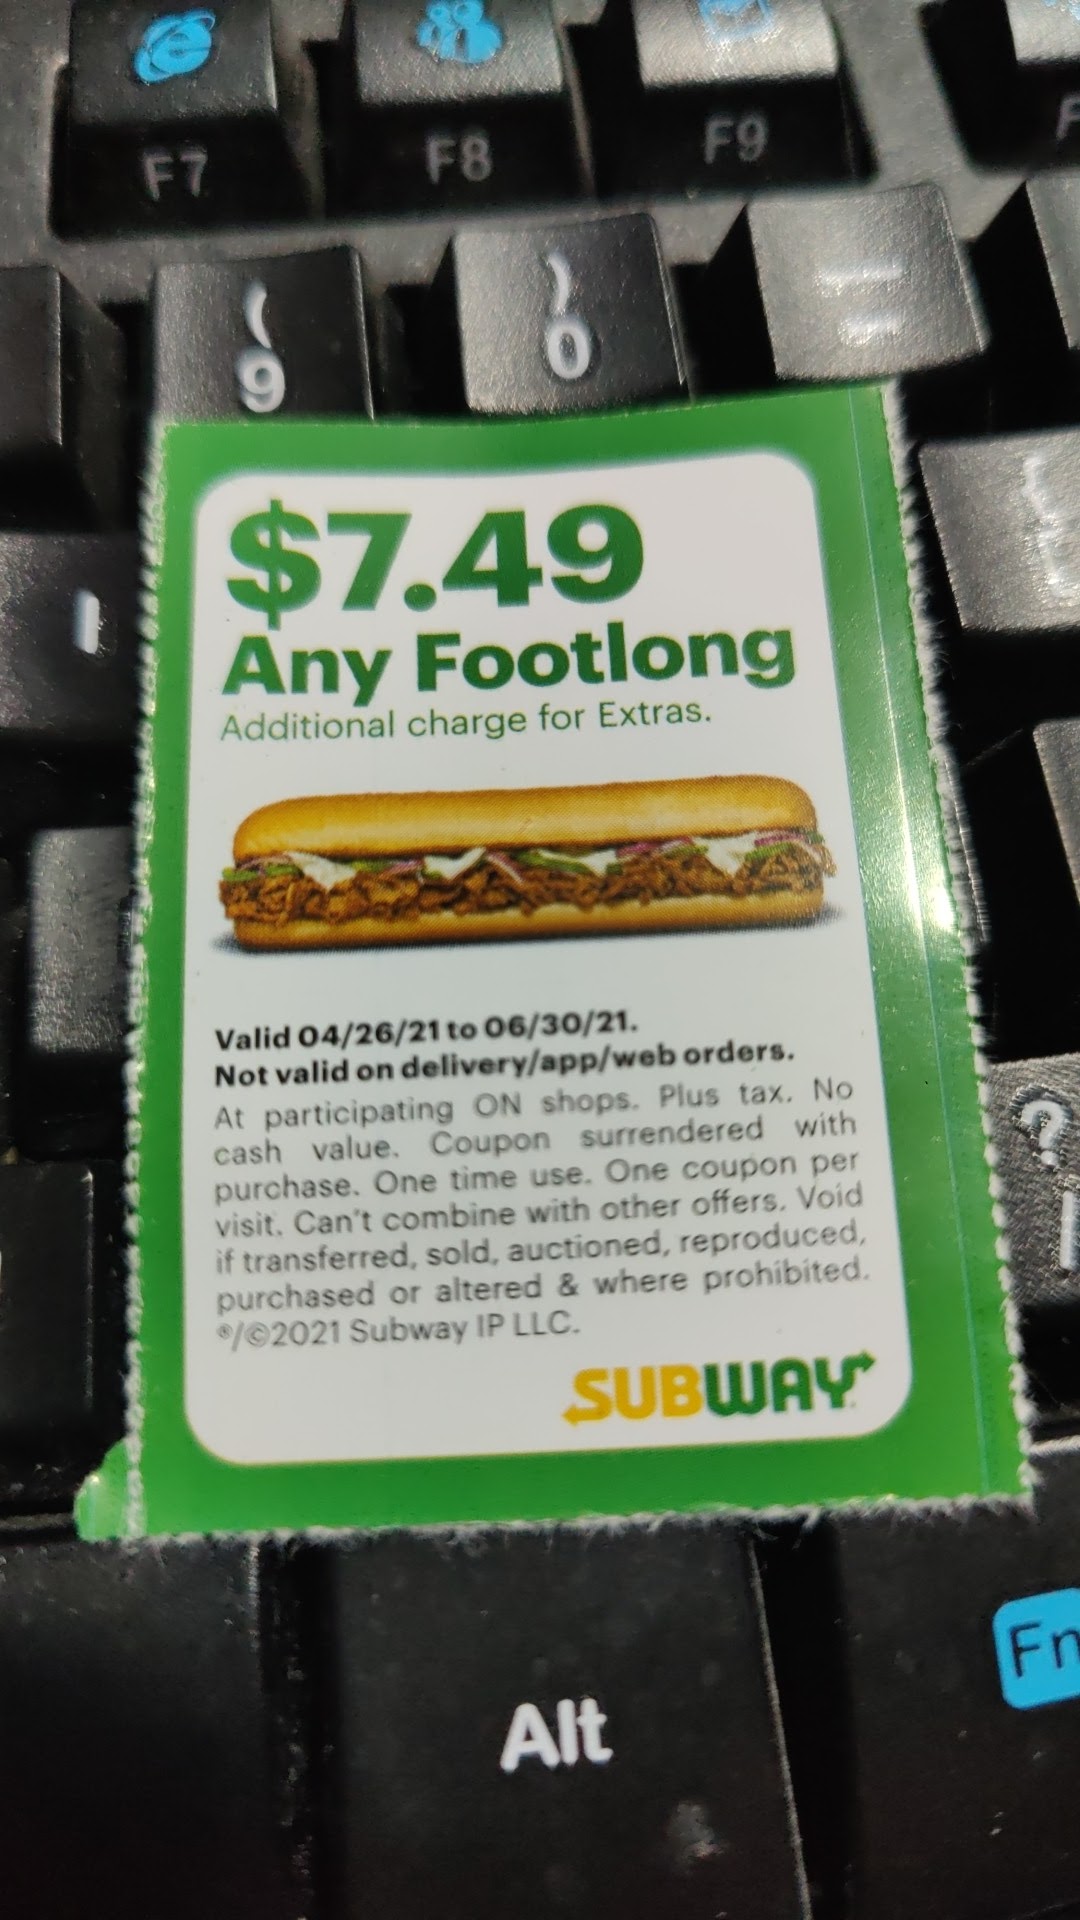 F7 F8 F9 F
( ) 
9 0 -
$7.49
Any Footlong
Additional charge for Extras.
Valid 04/26/21 to 06/30/21.
Not valid on delivery/app/web orders.
At participating ON shops. Plus tax. No
cash value. Coupon surrendered with
purchase. One time use. One coupon per
visit. Can't combine with other offers. Void
if transferred, sold, auctioned, reproduced,
purchased or altered & where prohibited.
®/©2021 Subway IP LLC.
SUBWAY
?
Alt
Fn